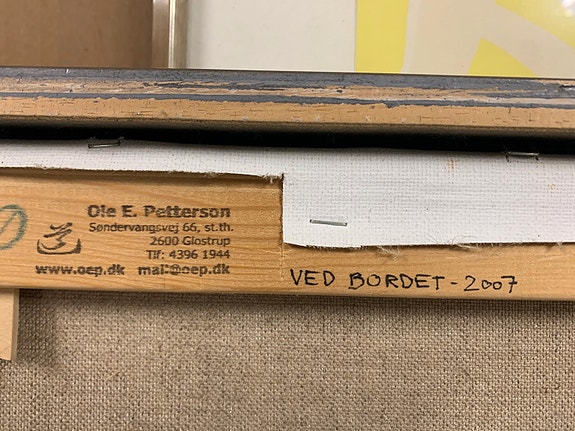 Ole E. Petterson
Søndervangsvej 66, st.th.
2600 Glostrup
Tlf: 4396 1944
www.oep.dk mail@oep.dk
VED BORDET - 2007